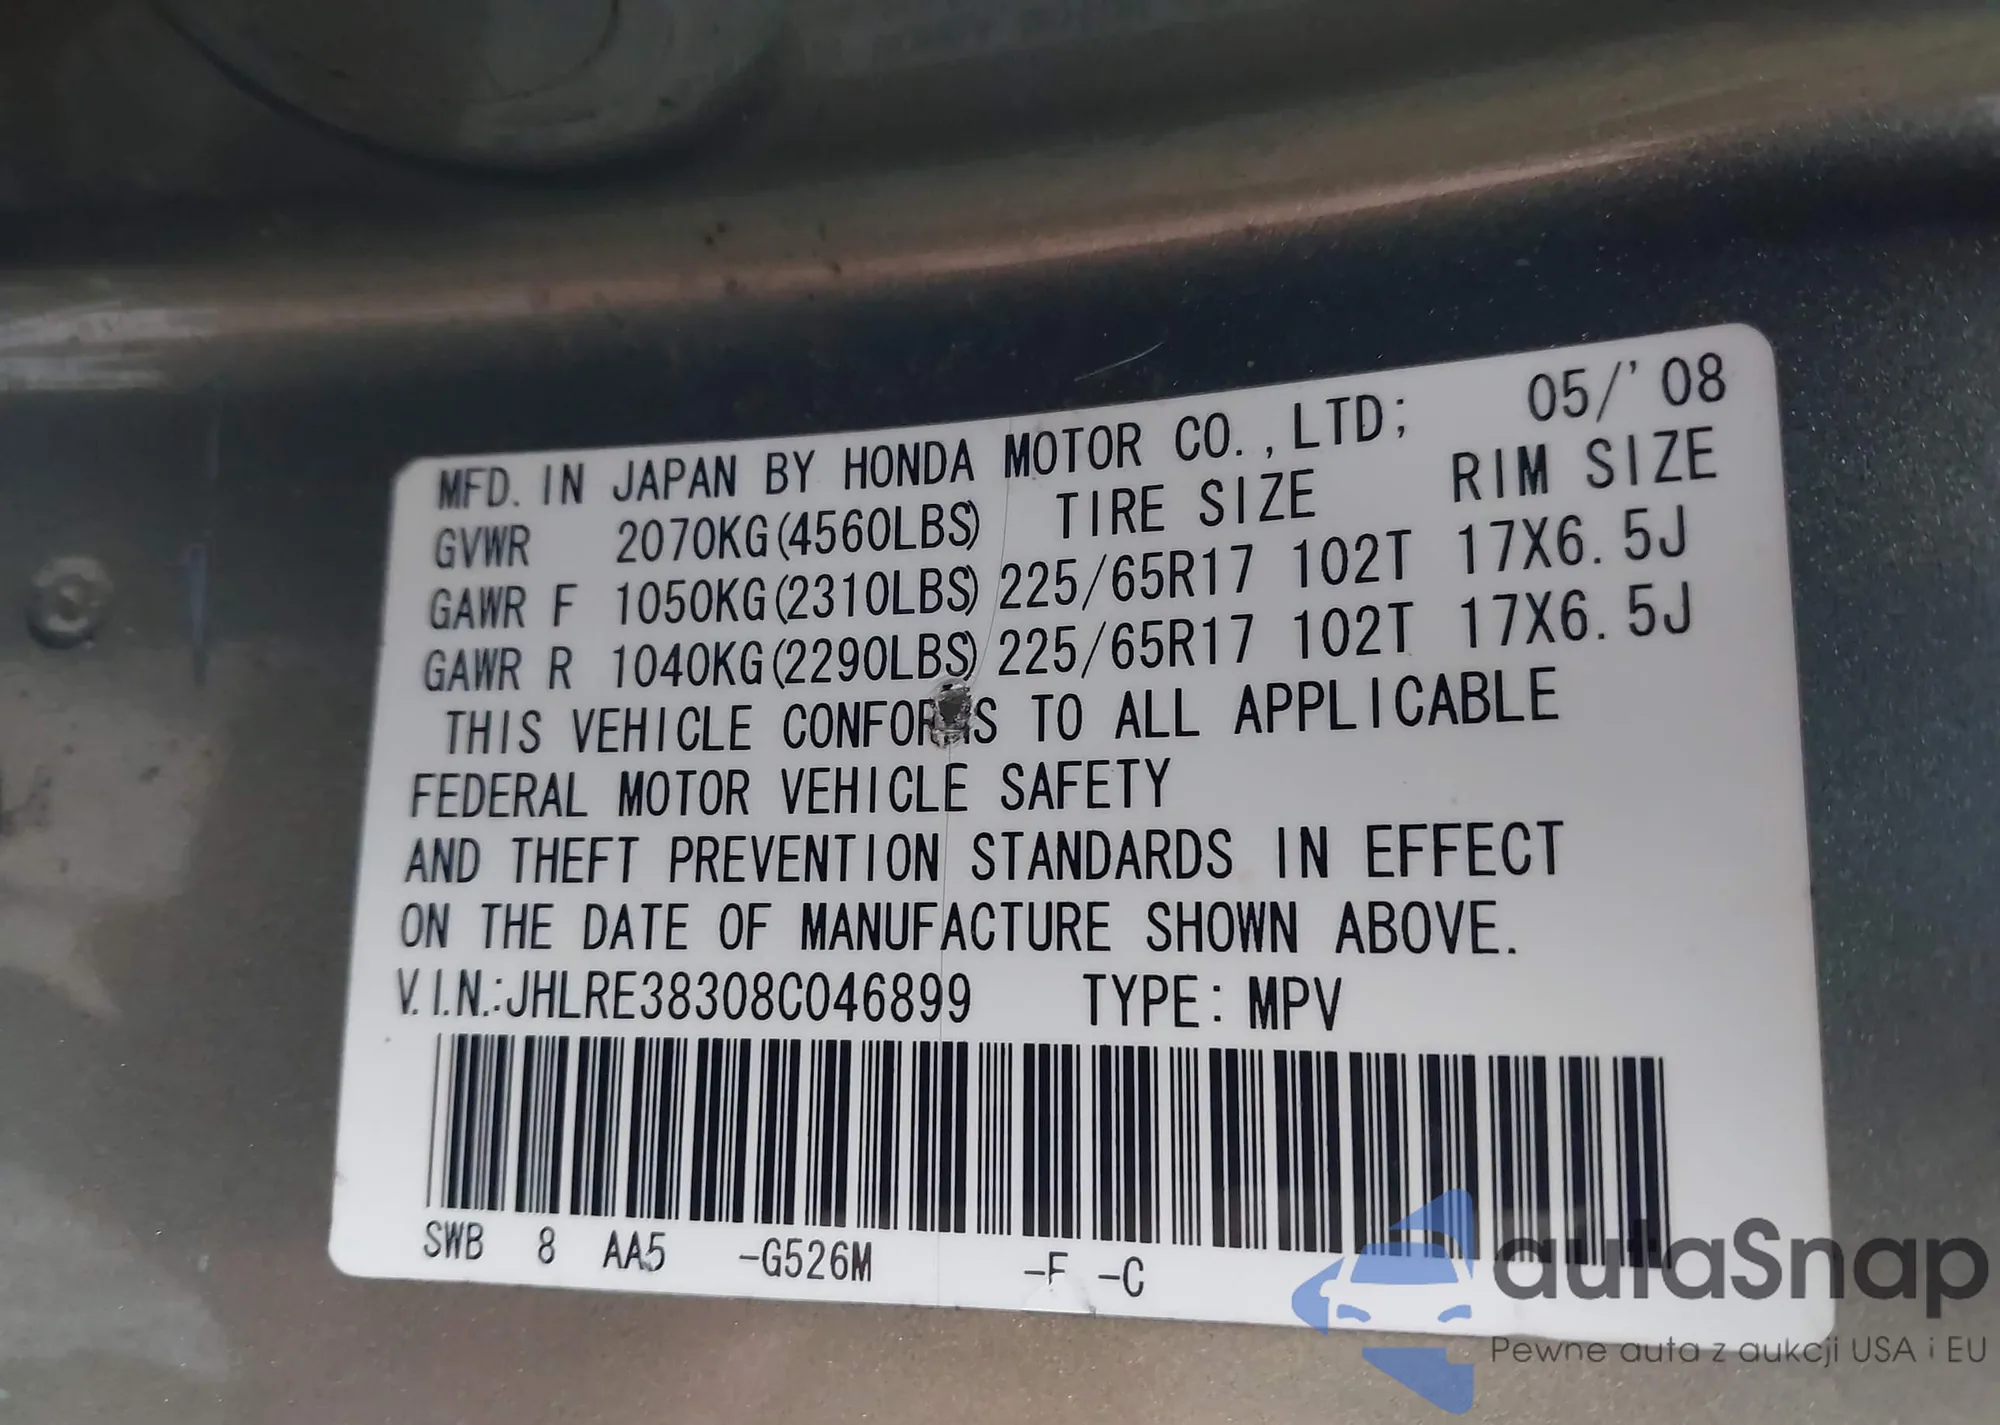 MFD. IN JAPAN BY HONDA MOTOR CO.,LTD; 05/'08
GVWR 2070KG(4560LBS) TIRE SIZE RIM SIZE
GAWR F 1050KG(2310LBS) 225/65R17 102T 17X6.5J
GAWR R 1040KG(2290LBS) 225/65R17 102T 17X6.5J
THIS VEHICLE CONFORMS TO ALL APPLICABLE
FEDERAL MOTOR VEHICLE SAFETY
AND THEFT PREVENTION STANDARDS IN EFFECT
ON THE DATE OF MANUFACTURE SHOWN ABOVE.
V.I.N.:JHLRE38308C046899 TYPE: MPV
SWB 8 AA5 -G526M -F -C
autaSnap
Pewne auta z aukcji USA i EU